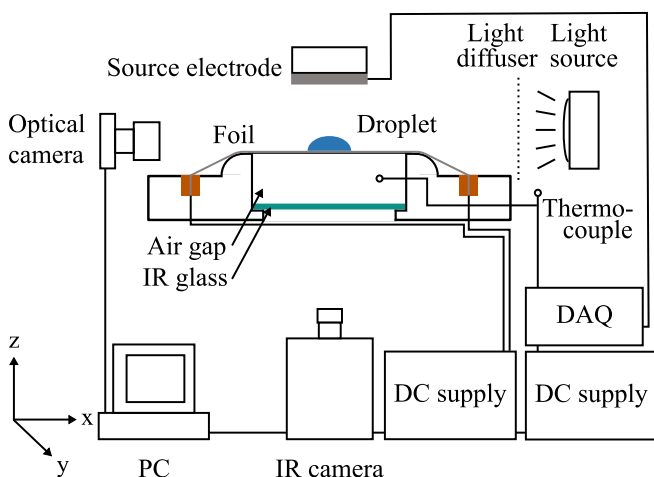 Light
diffuser
Light
source
Source electrode
Optical
camera
Foil
Droplet
Thermo-
couple
Air gap
IR glass
DAQ
z
x
y
DC supply
DC supply
PC
IR camera